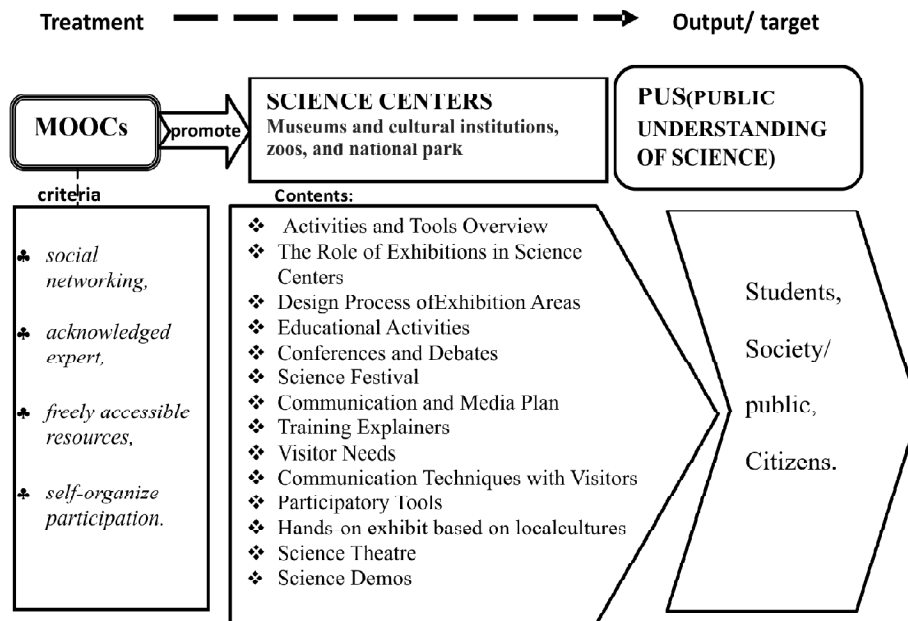 Treatment
Output/ target
MOOCs
promote
SCIENCE CENTERS
Museums and cultural institutions,
zoos, and national park
PUS(PUBLIC
UNDERSTANDING
OF SCIENCE)
criteria
social
networking,
acknowledged
expert,
freely accessible
resources,
self-organize
participation.
Contents:
Activities and Tools Overview
The Role of Exhibitions in Science
Centers
Design Process ofExhibition Areas
Educational Activities
Conferences and Debates
Science Festival
Communication and Media Plan
Training Explainers
Visitor Needs
Communication Techniques with Visitors
Participatory Tools
Hands-on exhibit based on localcultures
Science Theatre
Science Demos
Students,
Society/
public,
Citizens.